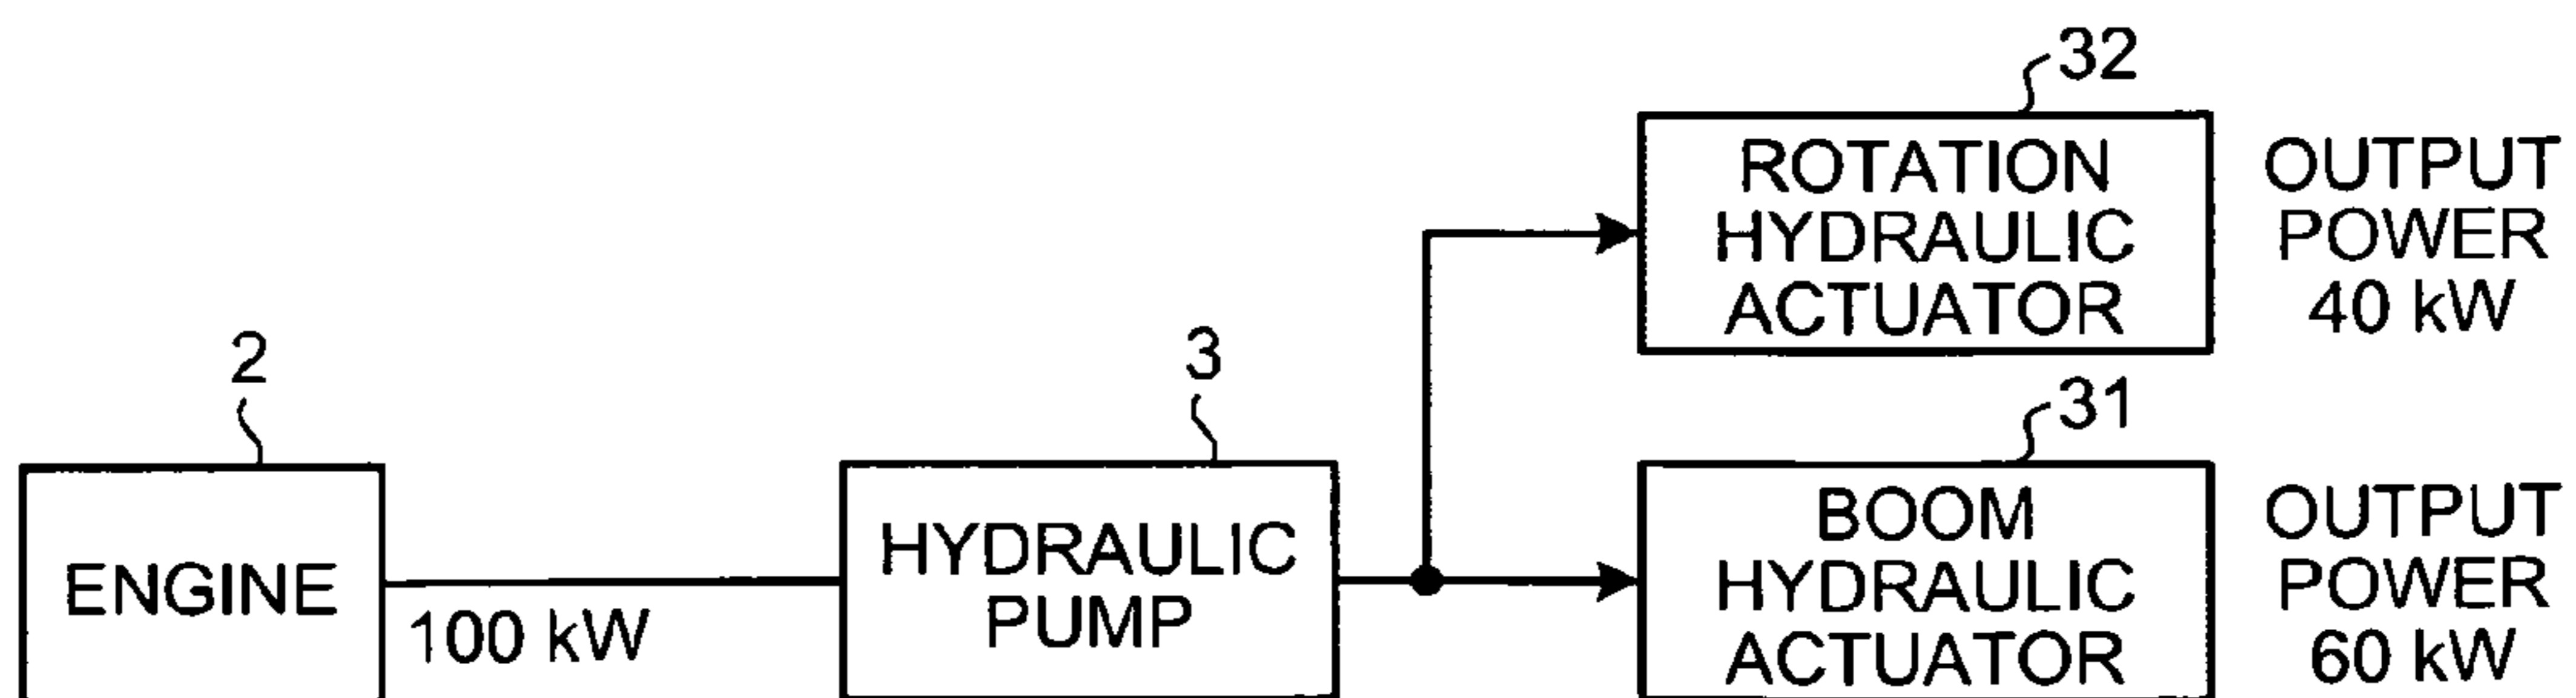 32
ROTATION
HYDRAULIC
ACTUATOR
OUTPUT
POWER
40 kW
2
ENGINE
100 kW
3
HYDRAULIC
PUMP
31
BOOM
HYDRAULIC
ACTUATOR
OUTPUT
POWER
60 kW